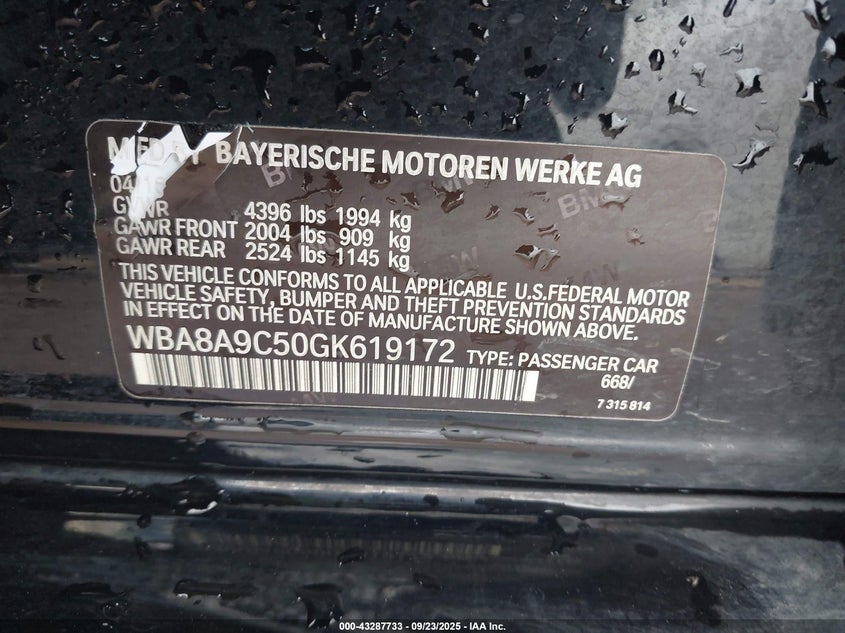 BAYERISCHE MOTOREN WERKE AG
GVWR 4396 lbs 1994 kg
GAWR FRONT 2004 lbs 909 kg
GAWR REAR 2524 lbs 1145 kg
THIS VEHICLE CONFORMS TO ALL APPLICABLE U.S.FEDERAL MOTOR
VEHICLE SAFETY, BUMPER AND THEFT PREVENTION STANDARDS
IN EFFECT ON THE DATE OF MANUFACTURE SHOWN ABOVE.
WBA8A9C50GK619172 TYPE: PASSENGER CAR
668/
7 315 814
000-43287733 - 09/23/2025 - IAA Inc.